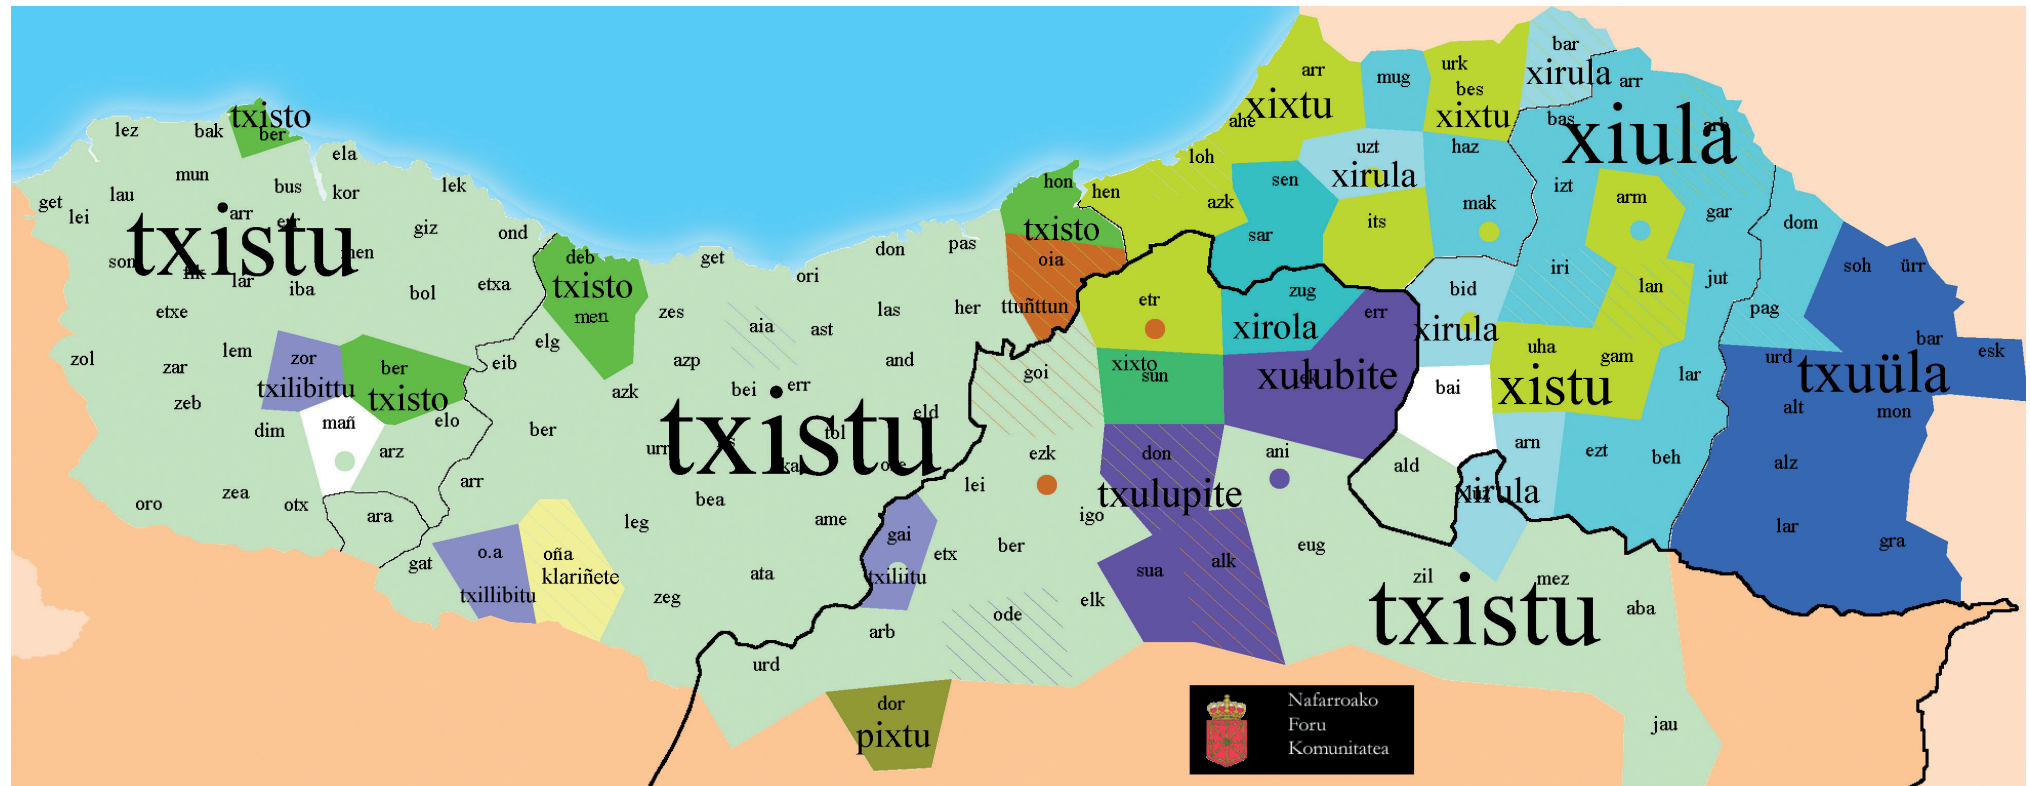 bar
xirula
arr
arr
mug
urk
bes
xixtu
xixtu
ahe
txisto
ber
lez
bak
bas
xiula
arb
ela
uzt
haz
loh
mun
xirula
sen
hon
hen
izt
arm
bus
kor
lek
lau
get
lei
arr
azk
mak
gar
its
dom
txistu
err
giz
ond
txisto
sar
son
men
don
pas
deb
get
oia
iri
soh
ürr
lar
iba
bol
etxa
txisto
ori
zug
bid
lan
jut
etr
etxe
men
zes
las
her
ttuñttun
err
pag
aia
ast
xirola
xirula
bar
lem
elg
uha
gam
esk
zol
zor
eib
azp
and
xixto
sun
urd
zar
ber
goi
xulubite
lar
txuüla
txilibittu
txisto
bei
err
azk
bai
xistu
zeb
eld
alt
mon
mañ
elo
dim
ber
txistu
tol
arn
arz
urr
ezk
don
ani
ald
ezt
beh
alz
arr
lei
txulupite
xirula
zea
bea
oro
otx
ara
leg
ame
igo
lar
gai
ber
eug
gra
o.a
oña
etx
gat
alk
klariñete
ata
txiliitu
sua
zil
mez
txillibitu
zeg
elk
txistu
aba
ode
arb
urd
dor
pixtu
jau
Nafarroako
Foru
Komunitatea